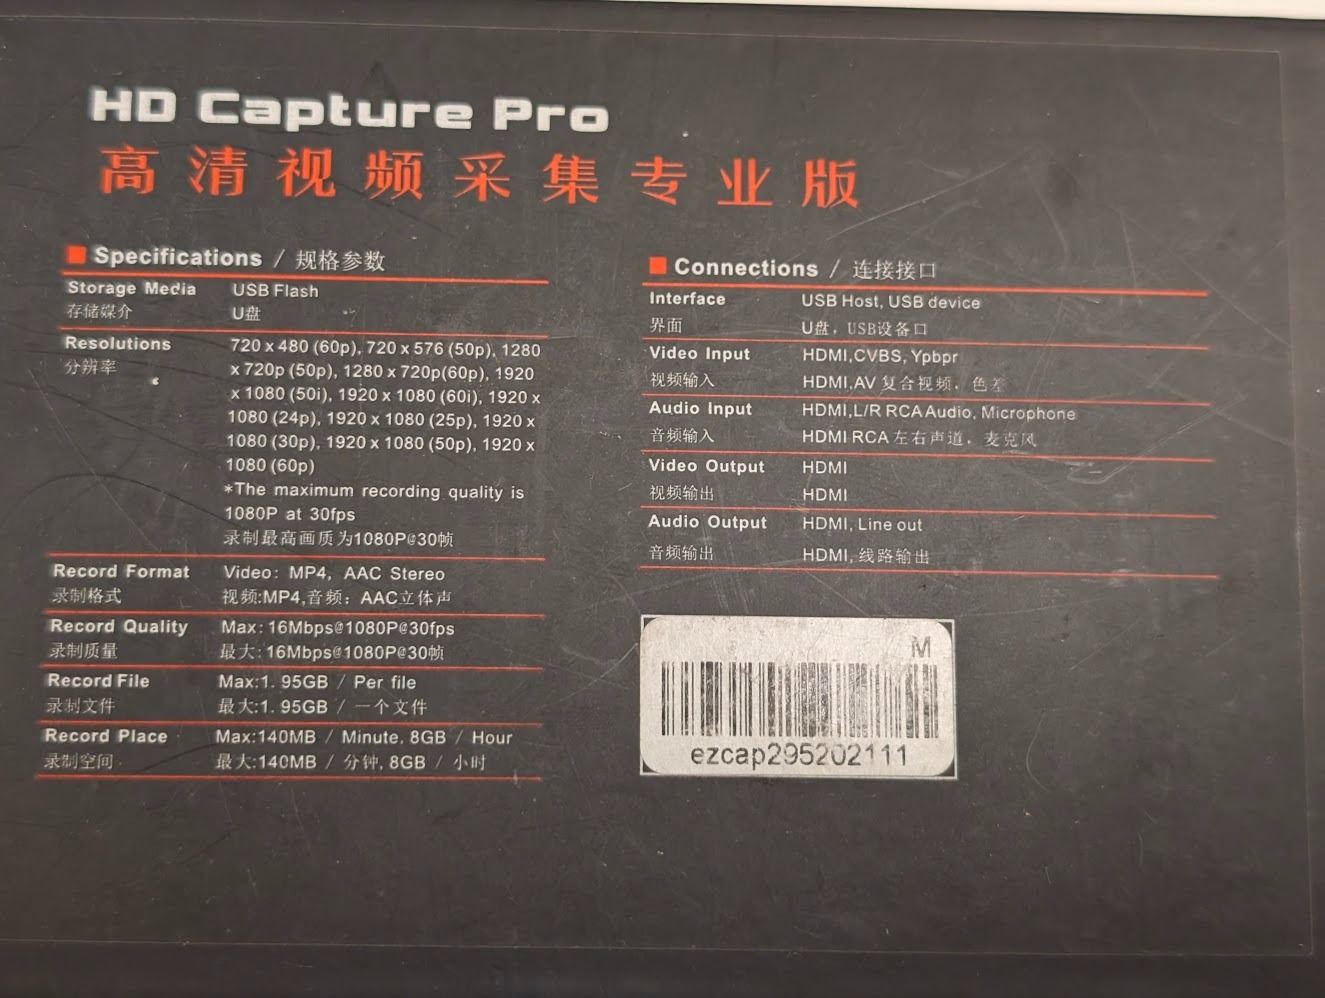 HD Capture Pro
高清视频采集专业版
Specifications / 规格参数
Storage Media USB Flash
存储媒介 U盘
Resolutions 720 x 480 (60p), 720 x 576 (50p), 1280
分辨率 x 720p (50p), 1280 x 720p(60p), 1920
x 1080 (50i), 1920 x 1080 (60i), 1920 x
1080 (24p), 1920 x 1080 (25p), 1920 x
1080 (30p), 1920 x 1080 (50p), 1920 x
1080 (60p)
*The maximum recording quality is
1080P at 30fps
录制最高画质为1080P@30帧
Record Format Video: MP4, AAC Stereo
录制格式 视频:MP4,音频: AAC立体声
Record Quality Max: 16Mbps@1080P@30fps
录制质量 最大: 16Mbps@1080P@30帧
Record File Max:1. 95GB / Per file
录制文件 最大:1. 95GB / 一个文件
Record Place Max:140MB / Minute. 8GB / Hour
录制空间 最大:140MB / 分钟, 8GB / 小时
Connections / 连接接口
Interface USB Host, USB device
界面 U盘, USB设备口
Video Input HDMI,CVBS, Ypbpr
视频输入 HDMI,AV 复合视频, 色差
Audio Input HDMI,L/R RCA Audio, Microphone
音频输入 HDMI RCA 左右声道, 麦克风
Video Output HDMI
视频输出 HDMI
Audio Output HDMI, Line out
音频输出 HDMI, 线路输出
M
ezcap295202111